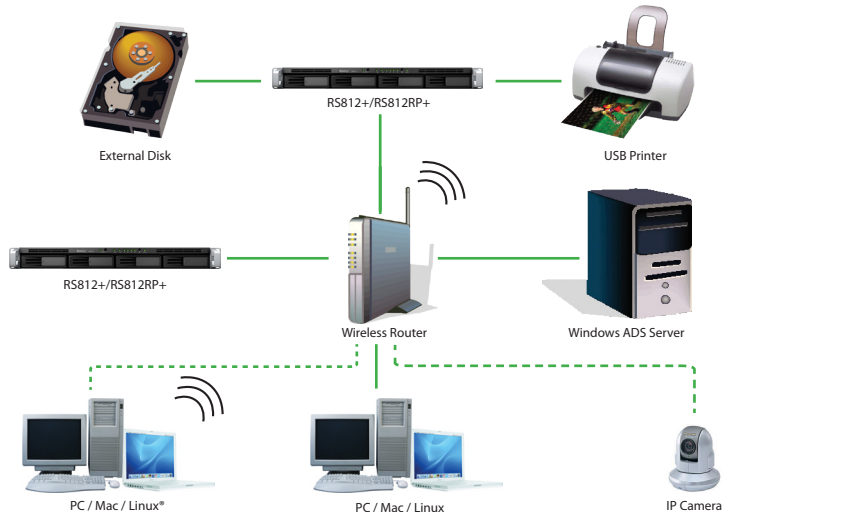 RS812+/RS812RP+
External Disk
USB Printer
RS812+/RS812RP+
Wireless Router
Windows ADS Server
PC / Mac / Linux®
PC / Mac / Linux
IP Camera